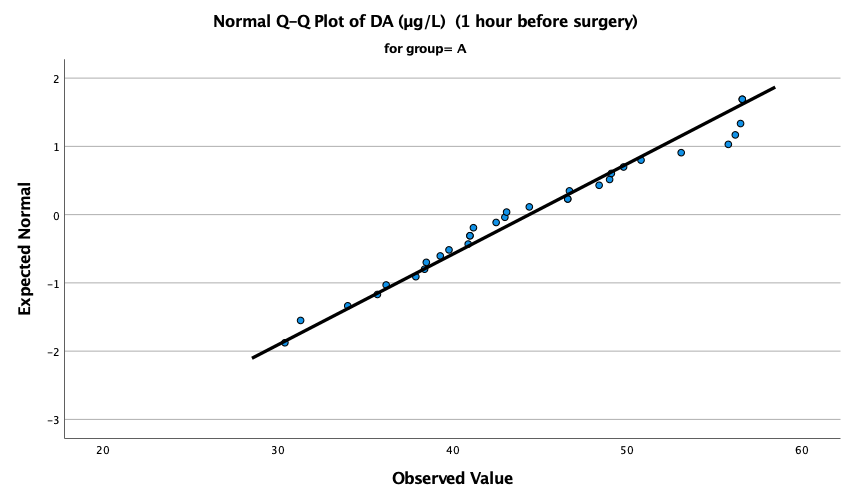 Normal Q–Q Plot of DA (µg/L) (1 hour before surgery)
for group= A
Expected Normal
2
1
0
–1
–2
–3
20 30 40 50 60
Observed Value